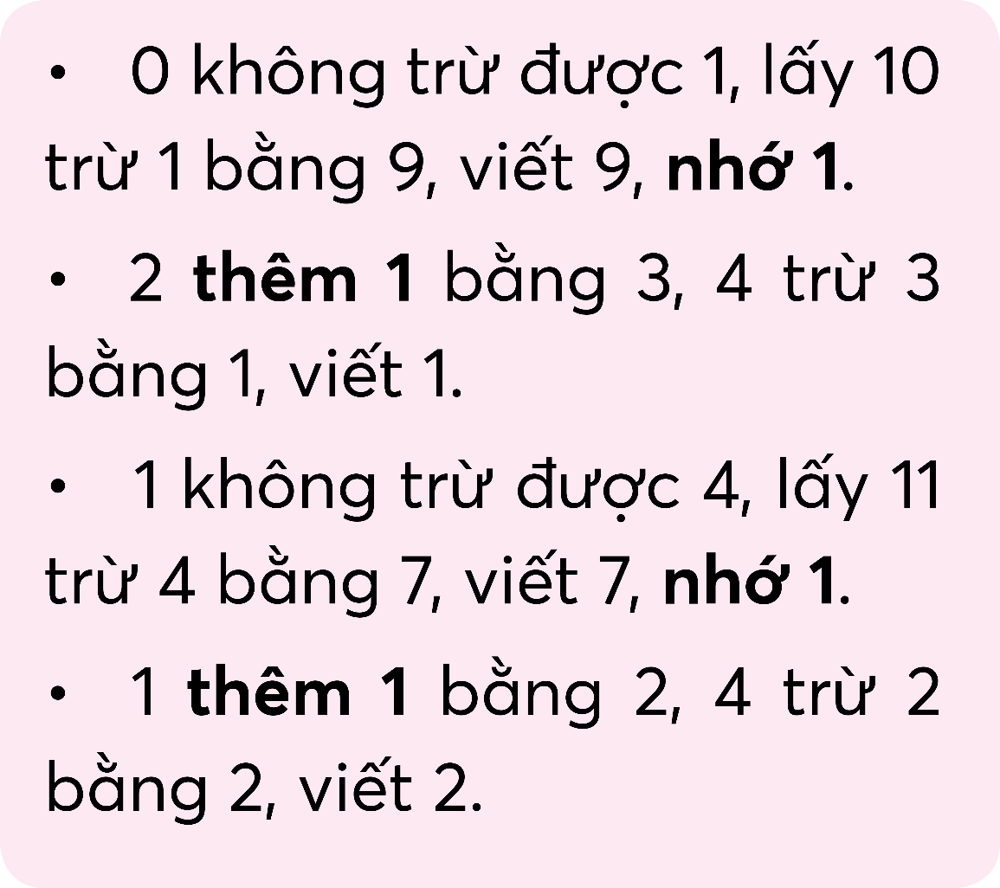 • 0 không trừ được 1, lấy 10
trừ 1 bằng 9, viết 9, nhớ 1.
• 2 thêm 1 bằng 3, 4 trừ 3
bằng 1, viết 1.
• 1 không trừ được 4, lấy 11
trừ 4 bằng 7, viết 7, nhớ 1.
• 1 thêm 1 bằng 2, 4 trừ 2
bằng 2, viết 2.